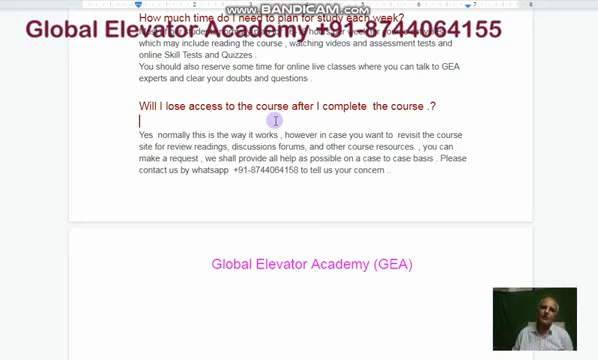 www.BANDICAM.com
How much time do I need to plan for study each week?
Global Elevator Academy +91-8744064155
which may include reading the course , watching videos and assessment tests and
online Skill Tests and Quizzes .
You should also reserve some time for online live classes where you can talk to GEA
experts and clear your doubts and questions .
Will I lose access to the course after I complete the course .?
Yes normally this is the way it works , however in case you want to revisit the course
site for review readings, discussions forums, and other course resources. , you can
make a request , we shall provide all help as possible on a case to case basis . Please
contact us by whatsapp +91-8744064158 to tell us your concern ..
Global Elevator Academy (GEA)